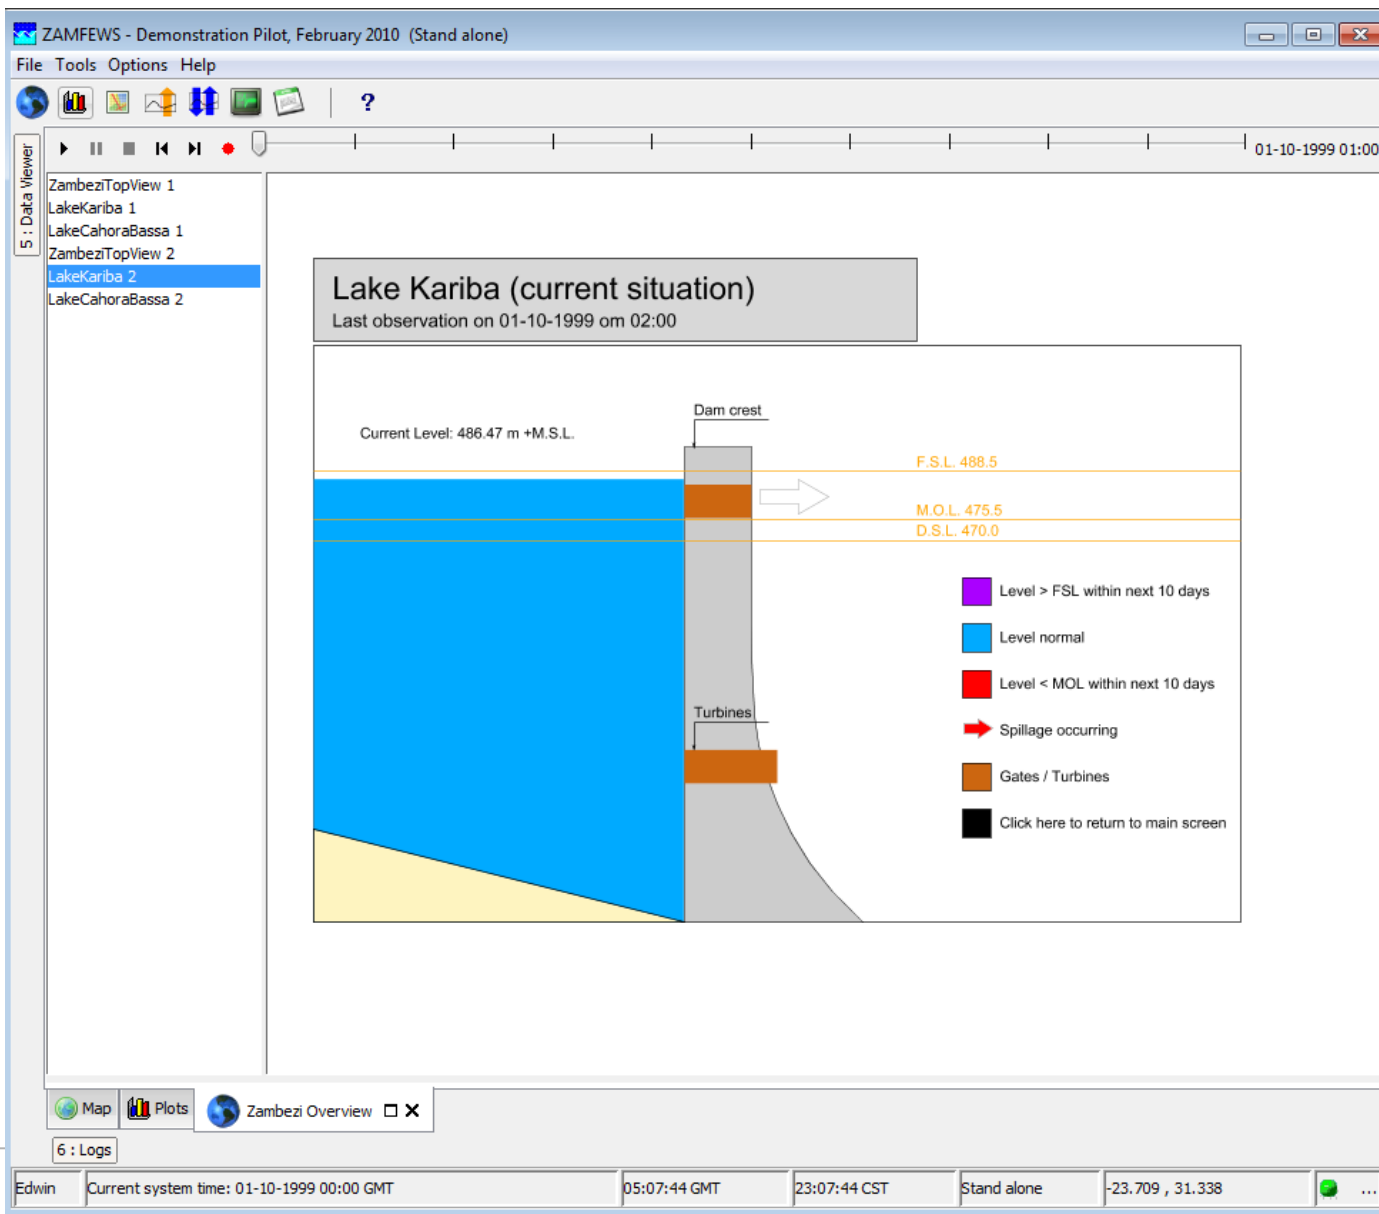 ZAMFEWS - Demonstration Pilot, February 2010 (Stand alone)
File Tools Options Help
?
5 : Data Viewer
01-10-1999 01:00
ZambeziTopView 1
LakeKariba 1
LakeCahoraBassa 1
ZambeziTopView 2
LakeKariba 2
LakeCahoraBassa 2
Lake Kariba (current situation)
Last observation on 01-10-1999 om 02:00
Dam crest
Current Level: 486.47 m +M.S.L.
F.S.L. 488.5
M.O.L. 475.5
D.S.L. 470.0
Level > FSL within next 10 days
Level normal
Level < MOL within next 10 days
Turbines
Spillage occurring
Gates / Turbines
Click here to return to main screen
Map Plots Zambezi Overview
6 : Logs
Edwin Current system time: 01-10-1999 00:00 GMT 05:07:44 GMT 23:07:44 CST Stand alone -23.709 , 31.338 ...